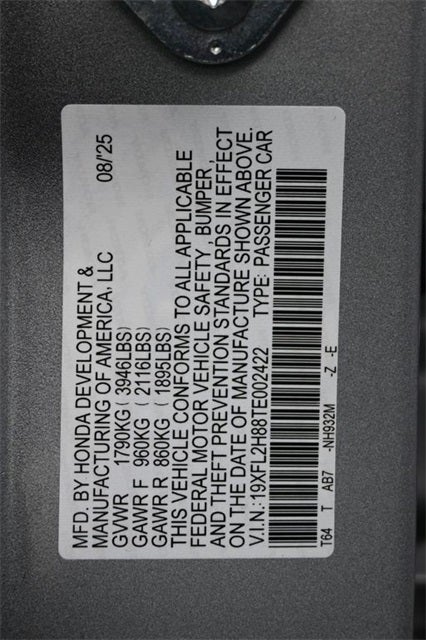 MFD. BY HONDA DEVELOPMENT &
MANUFACTURING OF AMERICA, LLC 08/'25
GVWR 1790KG ( 3946LBS)
GAWR F 960KG ( 2116LBS)
GAWR R 860KG ( 1895LBS)
THIS VEHICLE CONFORMS TO ALL APPLICABLE
FEDERAL MOTOR VEHICLE SAFETY, BUMPER,
AND THEFT PREVENTION STANDARDS IN EFFECT
ON THE DATE OF MANUFACTURE SHOWN ABOVE.
V.I.N.: 19XFL2H88TE002422 TYPE: PASSENGER CAR
T64 T AB7 -NH932M -Z -E